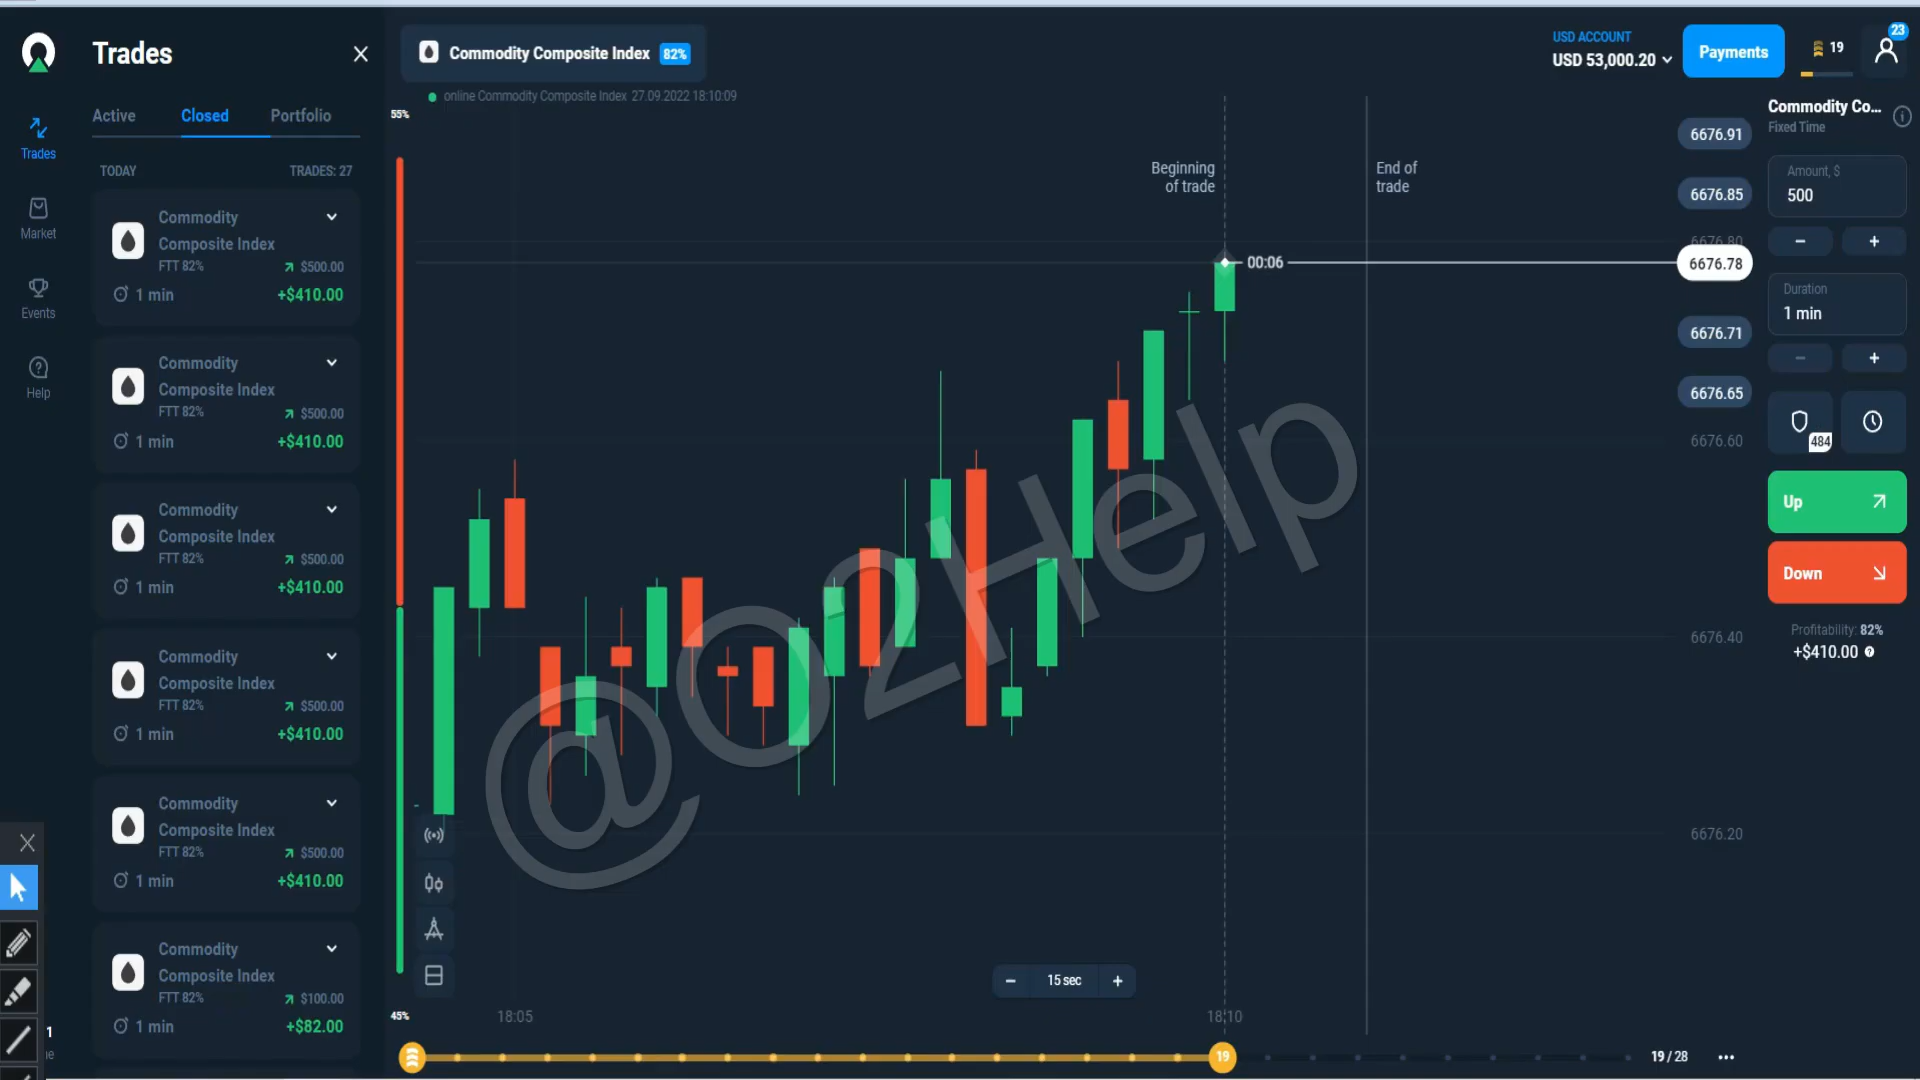 Trades
Active Closed Portfolio
TODAY TRADES: 27
Commodity
Composite Index
FTT 82% $500.00
1 min +$410.00
Commodity
Composite Index
FTT 82% $500.00
1 min +$410.00
Commodity
Composite Index
FTT 82% $500.00
1 min +$410.00
Commodity
Composite Index
FTT 82% $500.00
1 min +$410.00
Commodity
Composite Index
FTT 82% $500.00
1 min +$410.00
Commodity
Composite Index
FTT 82% $100.00
1 min +$82.00
Trades
Market
Events
Help
1
Commodity Composite Index 82%
online Commodity Composite Index 27.09.2022 18:10:09
55%
45%
Beginning
of trade
End of
trade
00:06
@O2Help
15 sec
18:05
18:10
19
19 / 28
6676.91
6676.85
6676.80
6676.78
6676.71
6676.65
6676.60
6676.40
6676.20
USD ACCOUNT
USD 53,000.20
Payments
19
23
Commodity Co...
Fixed Time
Amount, $
500
− +
Duration
1 min
− +
484
Up
Down
Profitability: 82%
+$410.00